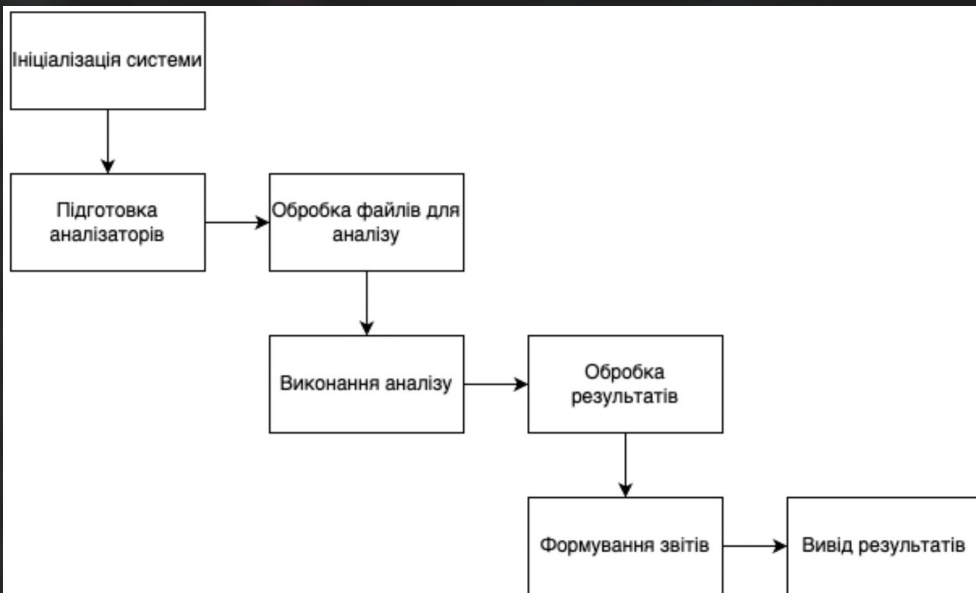 Ініціалізація системи
Підготовка
аналізаторів
Обробка файлів для
аналізу
Виконання аналізу
Обробка
результатів
Формування звітів
Вивід результатів